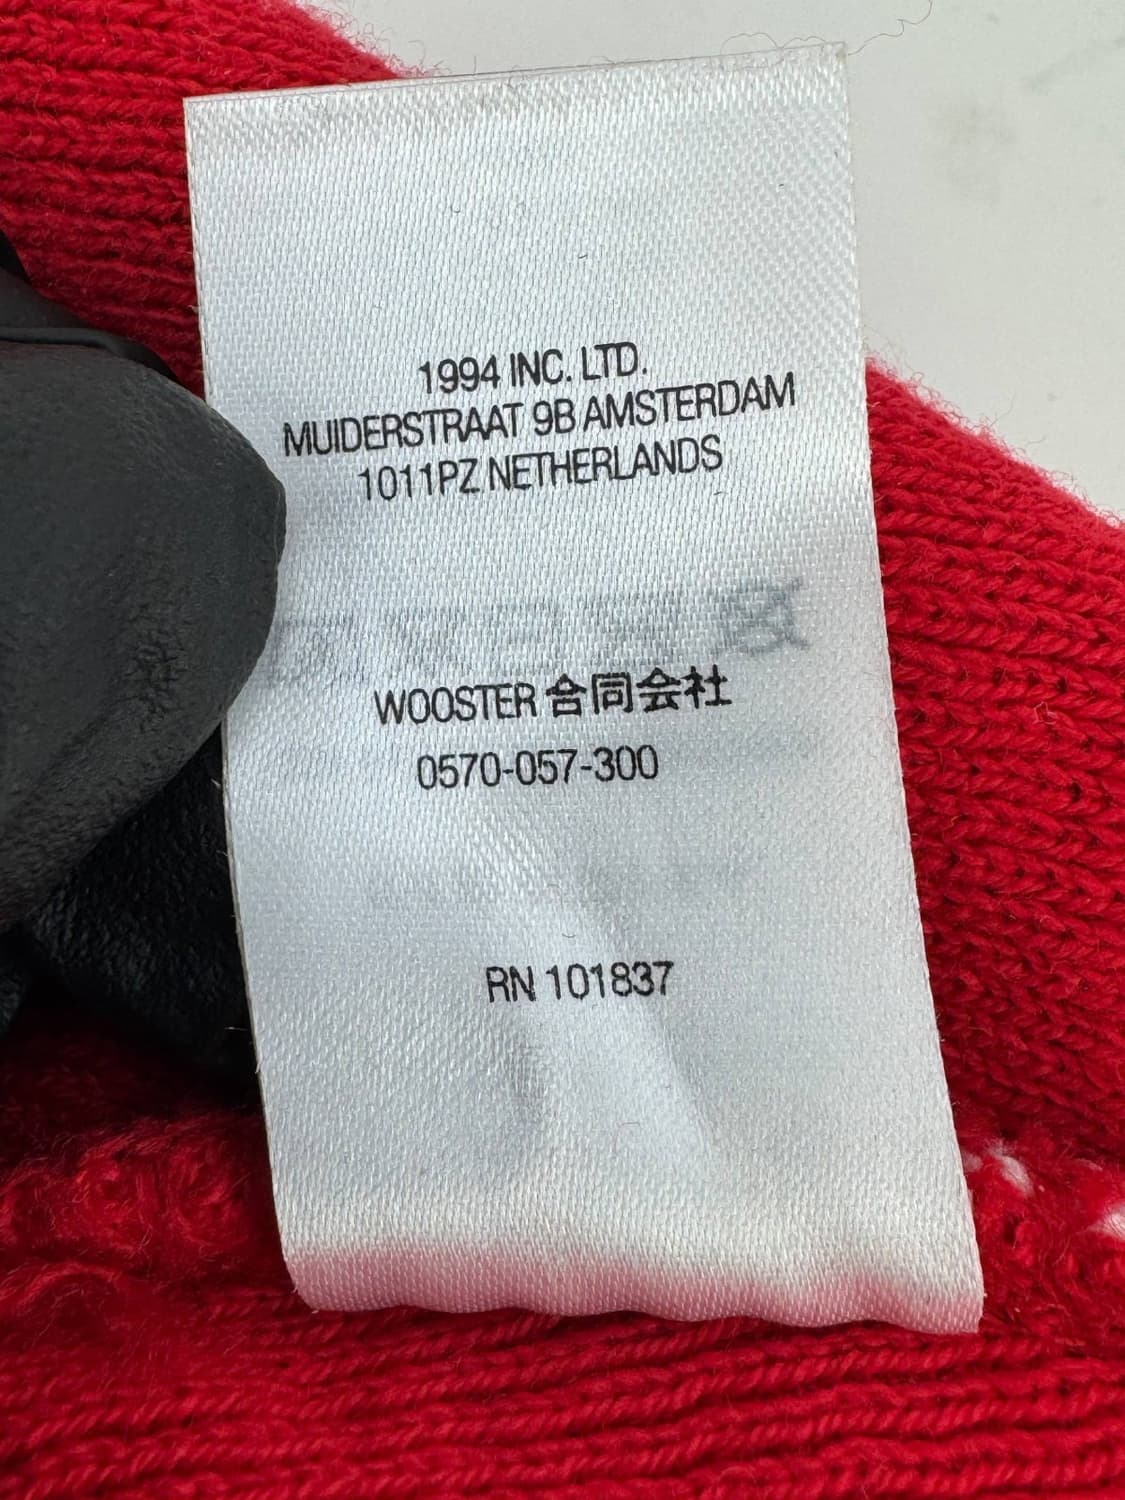 1994 INC. LTD.
MUIDERSTRAAT 9B AMSTERDAM
1011PZ NETHERLANDS
WOOSTER 合同会社
0570-057-300
RN 101837